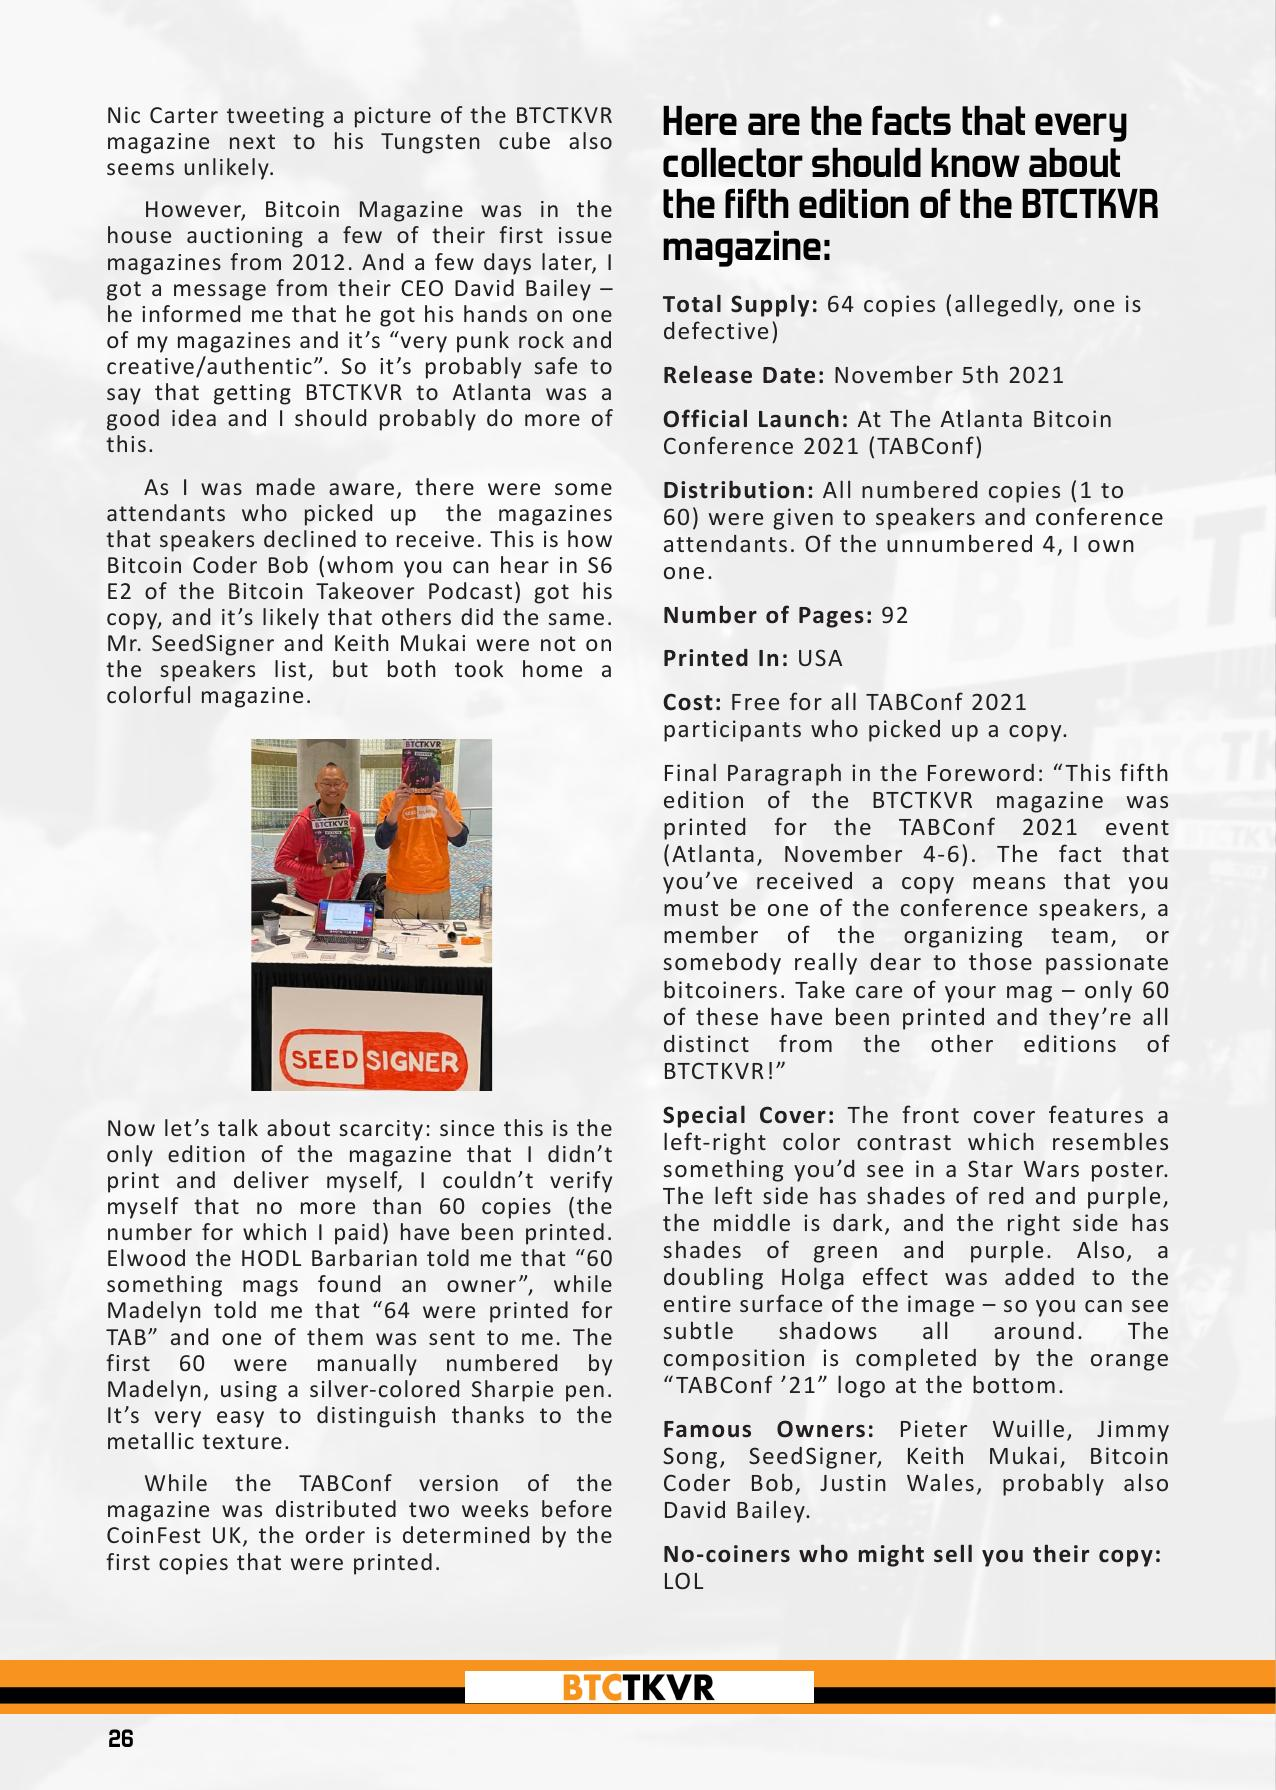 Nic Carter tweeting a picture of the BTCTKVR
magazine next to his Tungsten cube also
seems unlikely.
However, Bitcoin Magazine was in the
house auctioning a few of their first issue
magazines from 2012. And a few days later, I
got a message from their CEO David Bailey –
he informed me that he got his hands on one
of my magazines and it’s “very punk rock and
creative/authentic”. So it’s probably safe to
say that getting BTCTKVR to Atlanta was a
good idea and I should probably do more of
this.
As I was made aware, there were some
attendants who picked up the magazines
that speakers declined to receive. This is how
Bitcoin Coder Bob (whom you can hear in S6
E2 of the Bitcoin Takeover Podcast) got his
copy, and it’s likely that others did the same.
Mr. SeedSigner and Keith Mukai were not on
the speakers list, but both took home a
colorful magazine.
BTCTKVR
BTCTKVR
SEED SIGNER
Now let’s talk about scarcity: since this is the
only edition of the magazine that I didn’t
print and deliver myself, I couldn’t verify
myself that no more than 60 copies (the
number for which I paid) have been printed.
Elwood the HODL Barbarian told me that “60
something mags found an owner”, while
Madelyn told me that “64 were printed for
TAB” and one of them was sent to me. The
first 60 were manually numbered by
Madelyn, using a silver-colored Sharpie pen.
It’s very easy to distinguish thanks to the
metallic texture.
While the TABConf version of the
magazine was distributed two weeks before
CoinFest UK, the order is determined by the
first copies that were printed.
Here are the facts that every
collector should know about
the fifth edition of the BTCTKVR
magazine:
Total Supply: 64 copies (allegedly, one is
defective)
Release Date: November 5th 2021
Official Launch: At The Atlanta Bitcoin
Conference 2021 (TABConf)
Distribution: All numbered copies (1 to
60) were given to speakers and conference
attendants. Of the unnumbered 4, I own
one.
Number of Pages: 92
Printed In: USA
Cost: Free for all TABConf 2021
participants who picked up a copy.
Final Paragraph in the Foreword: “This fifth
edition of the BTCTKVR magazine was
printed for the TABConf 2021 event
(Atlanta, November 4-6). The fact that
you’ve received a copy means that you
must be one of the conference speakers, a
member of the organizing team, or
somebody really dear to those passionate
bitcoiners. Take care of your mag – only 60
of these have been printed and they’re all
distinct from the other editions of
BTCTKVR!”
Special Cover: The front cover features a
left-right color contrast which resembles
something you’d see in a Star Wars poster.
The left side has shades of red and purple,
the middle is dark, and the right side has
shades of green and purple. Also, a
doubling Holga effect was added to the
entire surface of the image – so you can see
subtle shadows all around. The
composition is completed by the orange
“TABConf ’21” logo at the bottom.
Famous Owners: Pieter Wuille, Jimmy
Song, SeedSigner, Keith Mukai, Bitcoin
Coder Bob, Justin Wales, probably also
David Bailey.
No-coiners who might sell you their copy:
LOL
BTCTKVR
26